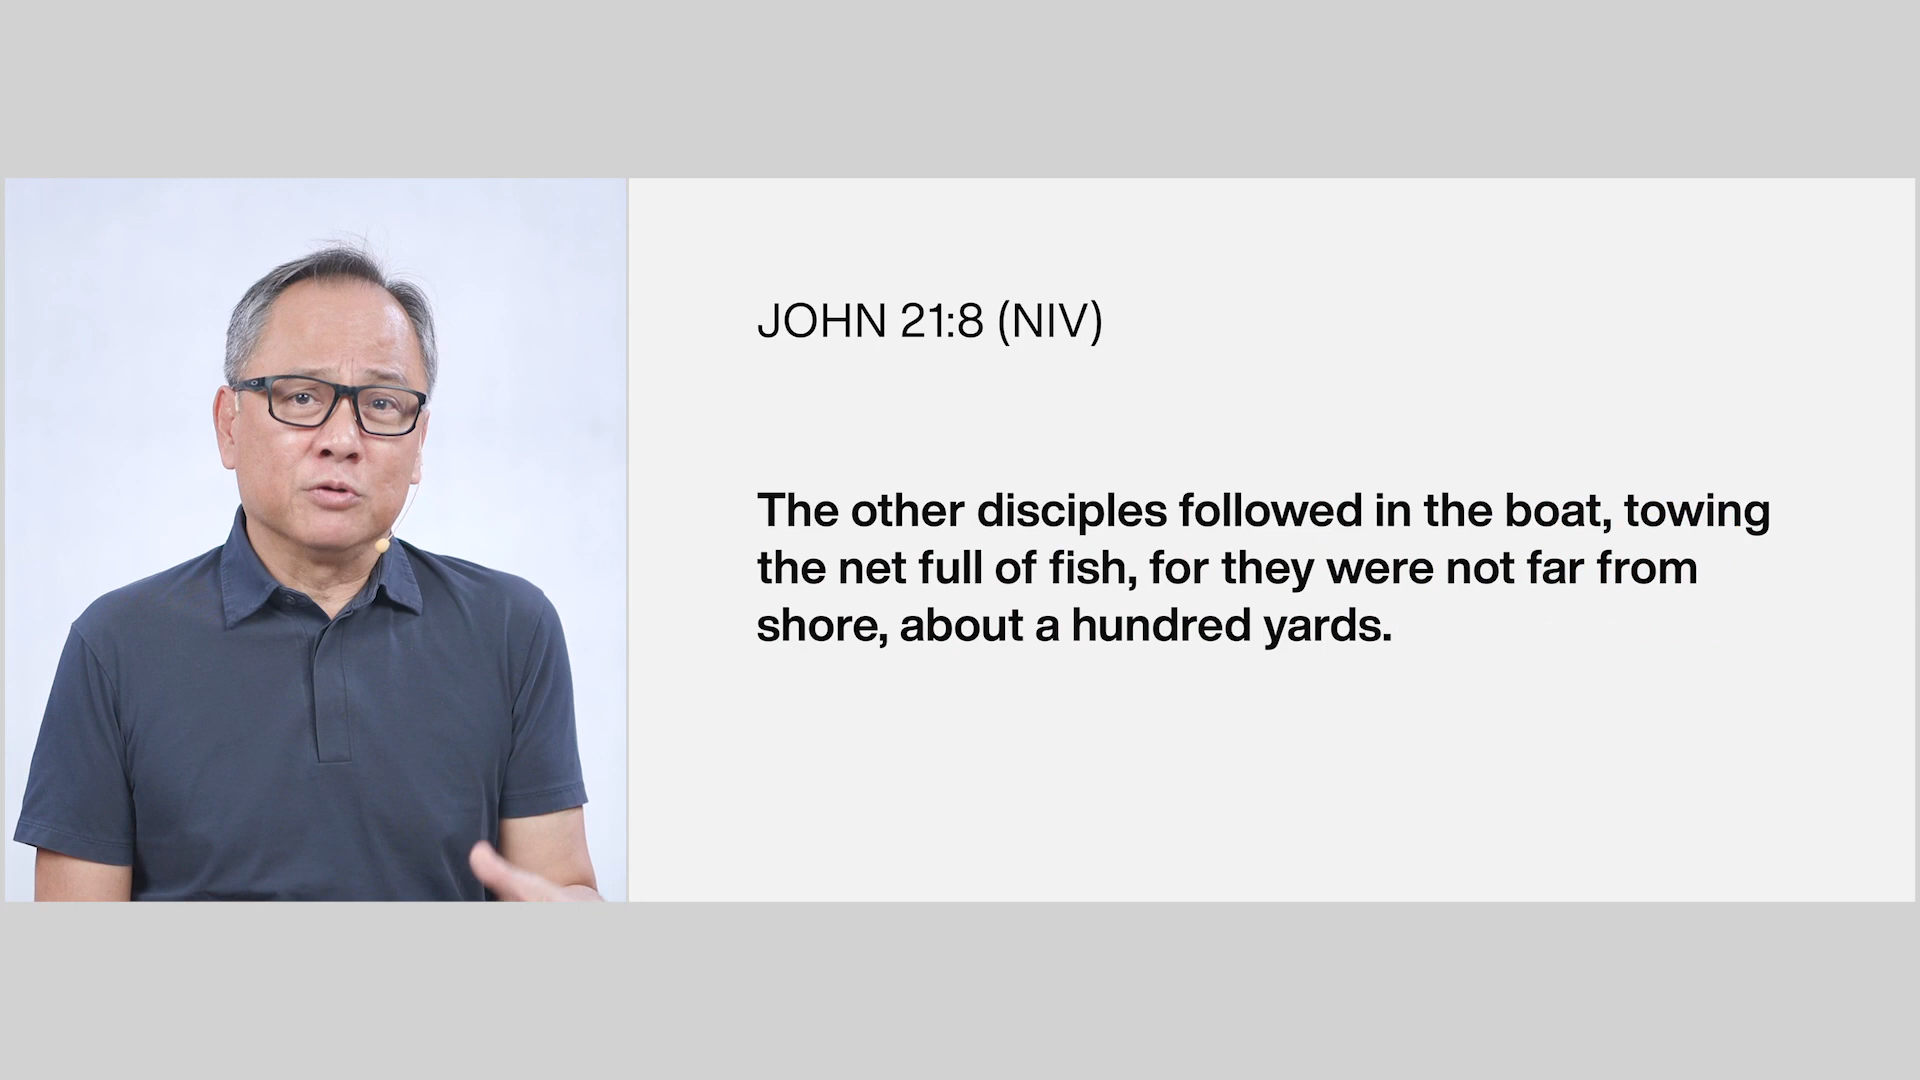 JOHN 21:8 (NIV)
The other disciples followed in the boat, towing
the net full of fish, for they were not far from
shore, about a hundred yards.